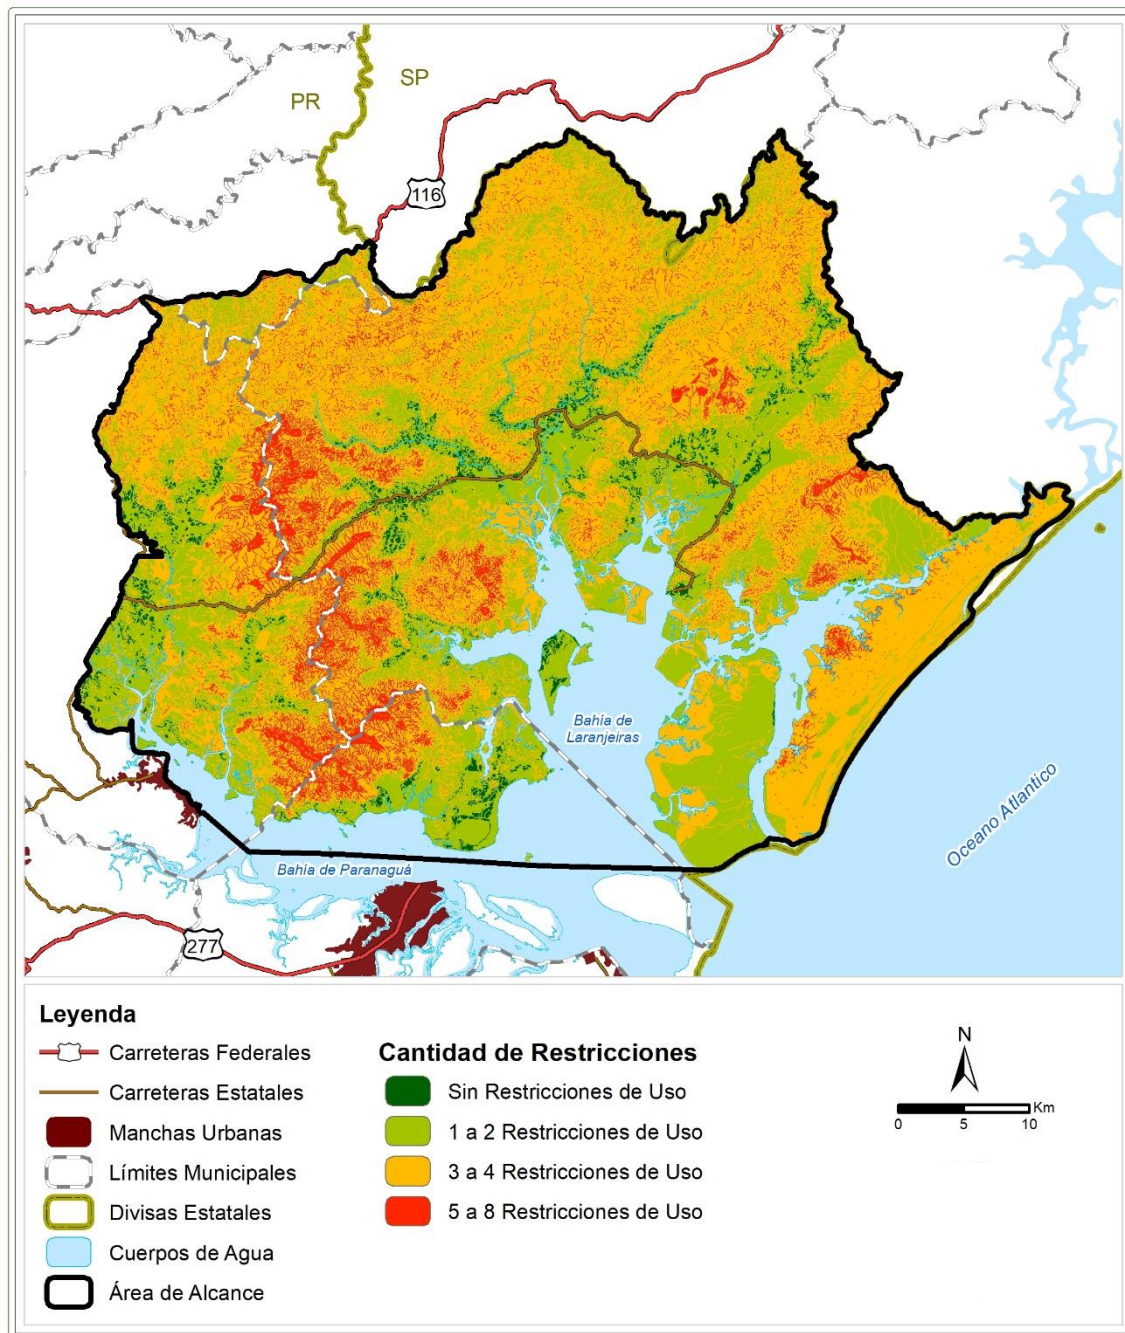 SP
PR
116
Bahía de
Laranjeiras
Oceano Atlantico
Bahía de Paranaguá
277
Leyenda
Carreteras Federales
Carreteras Estatales
Manchas Urbanas
Límites Municipales
Divisas Estatales
Cuerpos de Agua
Área de Alcance
Cantidad de Restricciones
Sin Restricciones de Uso
1 a 2 Restricciones de Uso
3 a 4 Restricciones de Uso
5 a 8 Restricciones de Uso
N
Km
0 5 10